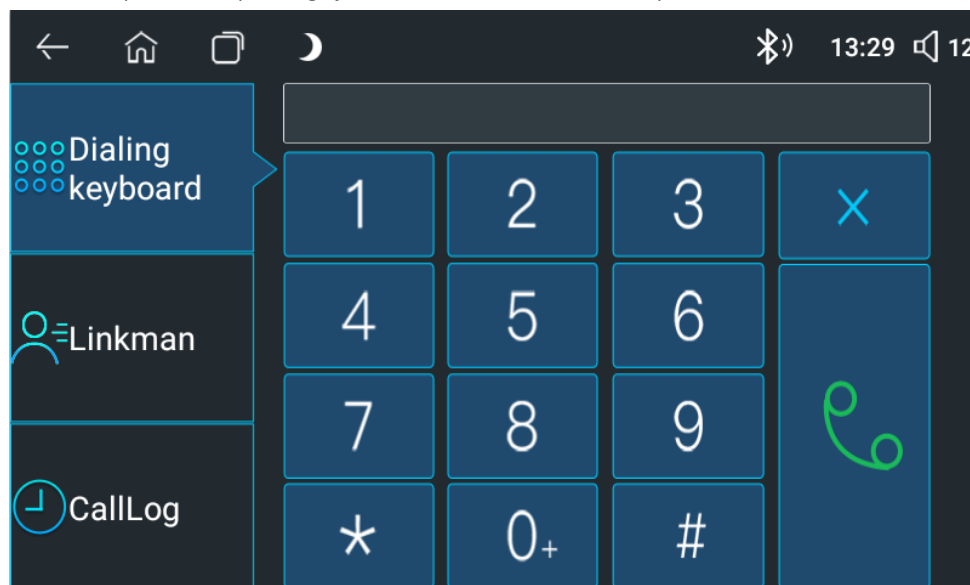 13:29 12
Dialing
keyboard
Linkman
CallLog
1 2 3 X
4 5 6
7 8 9
* 0+ #